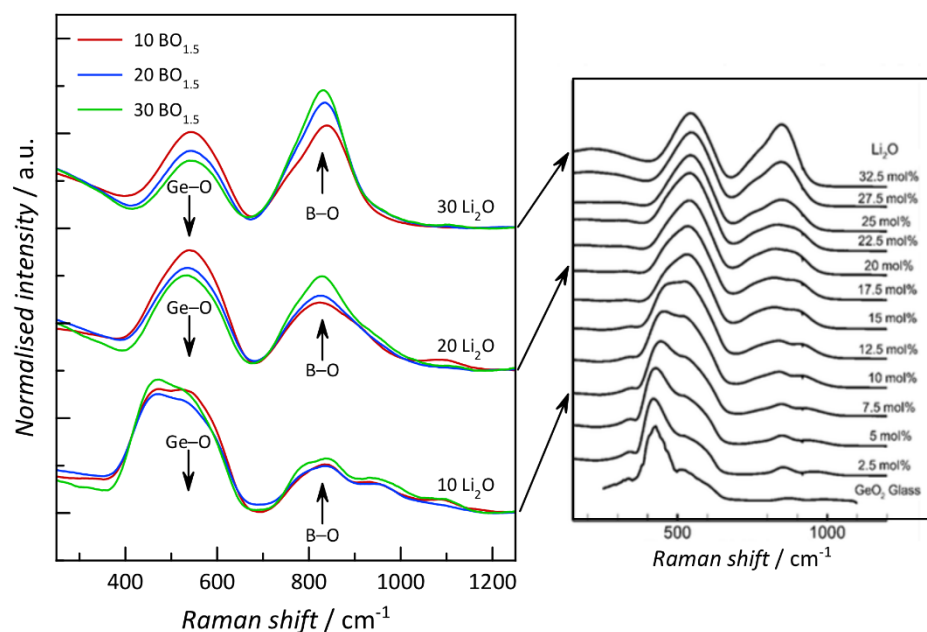 10 BO1.5
20 BO1.5
30 BO1.5
Ge–O
B–O
30 Li2O
Ge–O
B–O
20 Li2O
Ge–O
B–O
10 Li2O
Normalised intensity / a.u.
400 600 800 1000 1200
Raman shift / cm-1
Li2O
32.5 mol%
27.5 mol%
25 mol%
22.5 mol%
20 mol%
17.5 mol%
15 mol%
12.5 mol%
10 mol%
7.5 mol%
5 mol%
2.5 mol%
GeO2 Glass
500 1000
Raman shift / cm-1